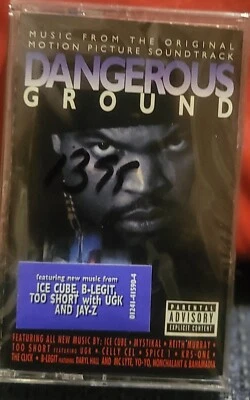 MUSIC FROM THE ORIGINAL
MOTION PICTURE SOUNDTRACK
DANGEROUS
GROUND
featuring new music from
ICE CUBE, B-LEGIT,
TOO SHORT with UGK
AND JAY-Z
01241-41590-4
PARENTAL
ADVISORY
EXPLICIT CONTENT
FEATURING ALL NEW MUSIC BY: ICE CUBE • MYSTIKAL • KEITH MURRAY •
TOO SHORT FEATURING UGK • CELLY CEL • SPICE 1 • KRS-ONE •
THE CLICK • B-LEGIT featuring DARYL HALL AND MC LYTE, YO-YO, NONCHALANT & BAHAMADIA